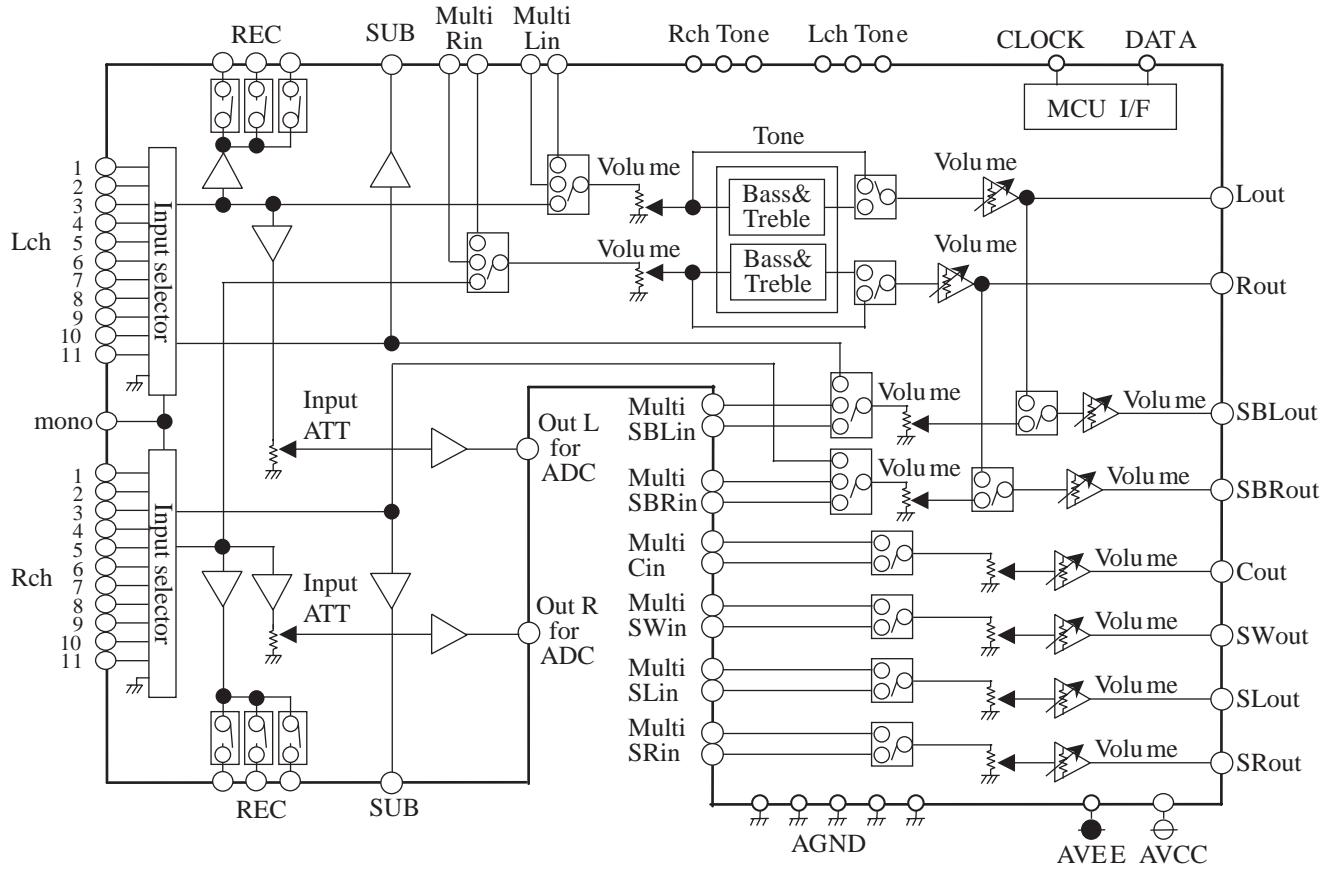 REC
SUB
Multi
Rin
Multi
Lin
Rch Tone
Lch Tone
CLOCK
DATA
MCU I/F
Tone
Volume
Bass&
Treble
Volume
Lout
Volume
Bass&
Treble
Volume
Rout
Lch
1
2
3
4
5
6
7
8
9
10
11
Input selector
mono
Input
ATT
Out L
for
ADC
Multi
SBLin
Volume
Volume
SBLout
Multi
SBRin
Volume
Volume
SBRout
Rch
1
2
3
4
5
6
7
8
9
10
11
Input selector
Input
ATT
Out R
for
ADC
Multi
Cin
Volume
Cout
Multi
SWin
Volume
SWout
Multi
SLin
Volume
SLout
Multi
SRin
Volume
SRout
REC
SUB
AGND
AVEE
AVCC